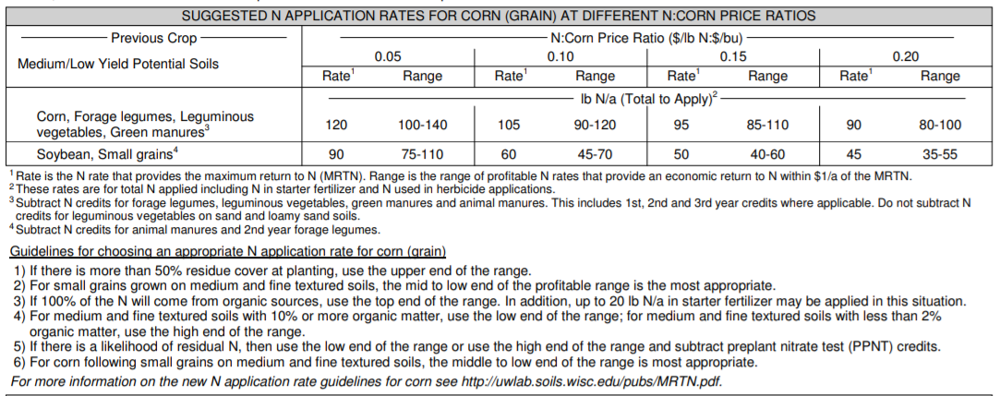 SUGGESTED N APPLICATION RATES FOR CORN (GRAIN) AT DIFFERENT N:CORN PRICE RATIOS
Previous Crop N:Corn Price Ratio ($/lb N:$/bu)
Medium/Low Yield Potential Soils 0.05 0.10 0.15 0.20
Rate1 Range Rate1 Range Rate1 Range Rate1 Range
lb N/a (Total to Apply)2
Corn, Forage legumes, Leguminous
vegetables, Green manures3 120 100-140 105 90-120 95 85-110 90 80-100
Soybean, Small grains4 90 75-110 60 45-70 50 40-60 45 35-55
1 Rate is the N rate that provides the maximum return to N (MRTN). Range is the range of profitable N rates that provide an economic return to N within $1/a of the MRTN.
2 These rates are for total N applied including N in starter fertilizer and N used in herbicide applications.
3 Subtract N credits for forage legumes, leguminous vegetables, green manures and animal manures. This includes 1st, 2nd and 3rd year credits where applicable. Do not subtract N
credits for leguminous vegetables on sand and loamy sand soils.
4 Subtract N credits for animal manures and 2nd year forage legumes.
Guidelines for choosing an appropriate N application rate for corn (grain)
1) If there is more than 50% residue cover at planting, use the upper end of the range.
2) For small grains grown on medium and fine textured soils, the mid to low end of the profitable range is the most appropriate.
3) If 100% of the N will come from organic sources, use the top end of the range. In addition, up to 20 lb N/a in starter fertilizer may be applied in this situation.
4) For medium and fine textured soils with 10% or more organic matter, use the low end of the range; for medium and fine textured soils with less than 2%
organic matter, use the high end of the range.
5) If there is a likelihood of residual N, then use the low end of the range or use the high end of the range and subtract preplant nitrate test (PPNT) credits.
6) For corn following small grains on medium and fine textured soils, the middle to low end of the range is most appropriate.
For more information on the new N application rate guidelines for corn see http://uwlab.soils.wisc.edu/pubs/MRTN.pdf.